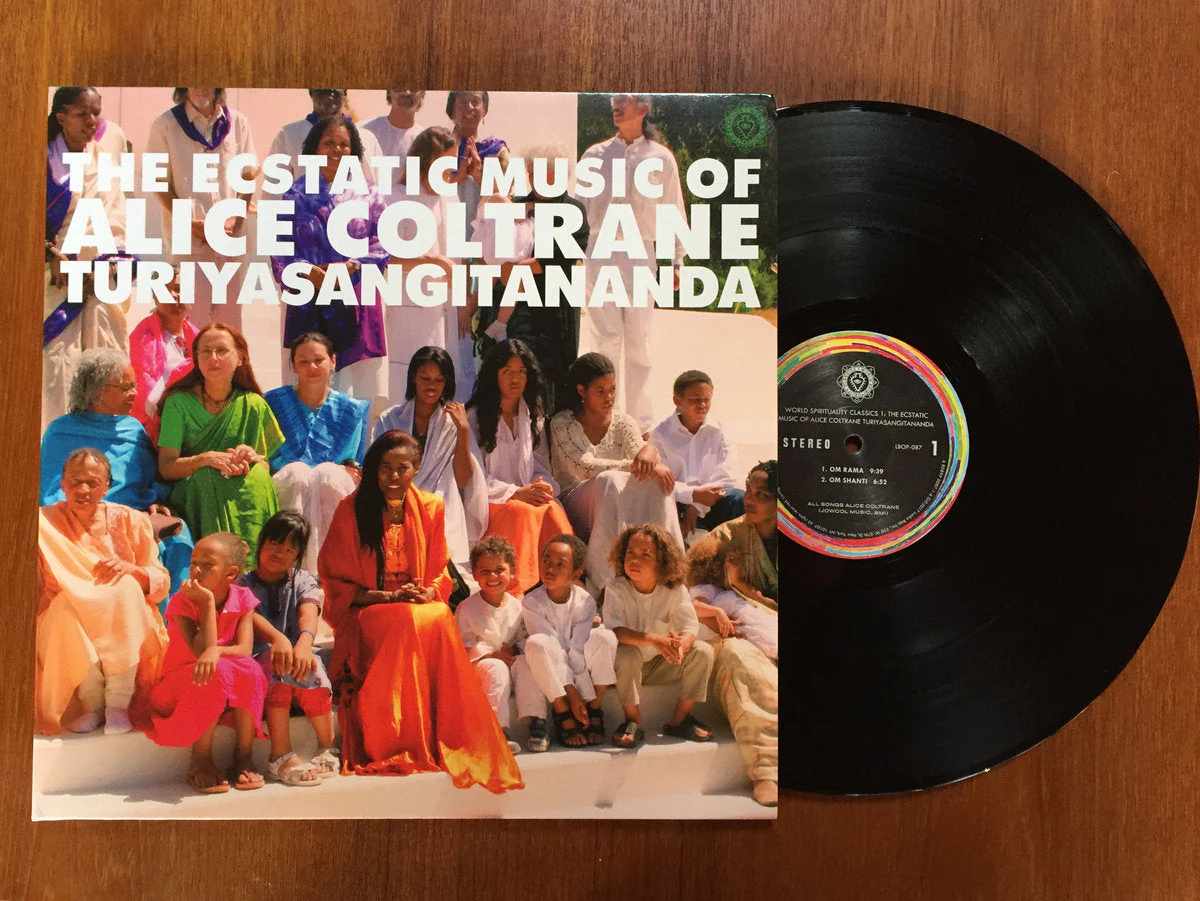 THE ECSTATIC MUSIC OF
ALICE COLTRANE
TURIYASANGITANANDA
WORLD SPIRITUALITY CLASSICS 1: THE ECSTATIC
MUSIC OF ALICE COLTRANE TURIYASANGITANANDA
STEREO
LBOP-087
1
1. OM RAMA 9:39
2. OM SHANTI 6:52
ALL SONGS ALICE COLTRANE
(JOWCOL MUSIC, BMI)